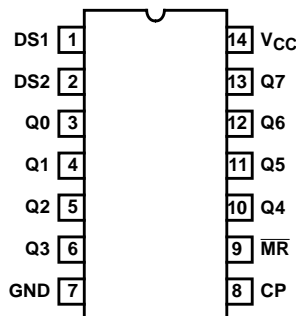 DS1 1 14 VCC
DS2 2 13 Q7
Q0 3 12 Q6
Q1 4 11 Q5
Q2 5 10 Q4
Q3 6 9 M̅R̅
GND 7 8 CP